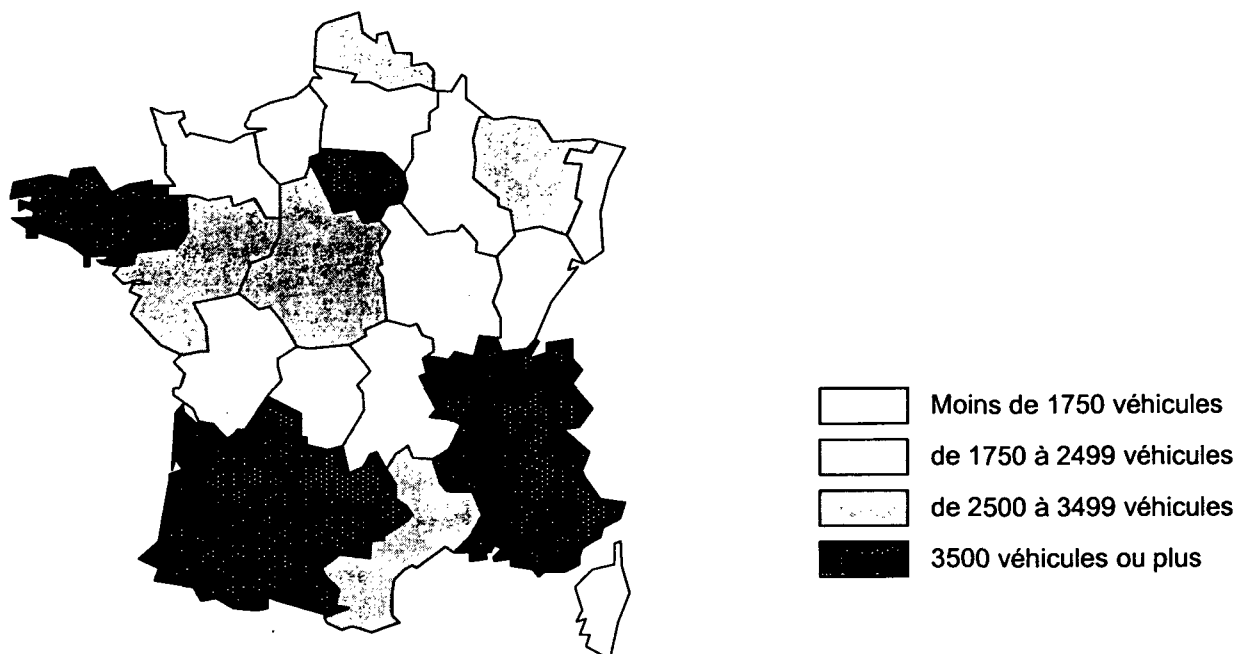 Moins de 1750 véhicules
de 1750 à 2499 véhicules
de 2500 à 3499 véhicules
3500 véhicules ou plus